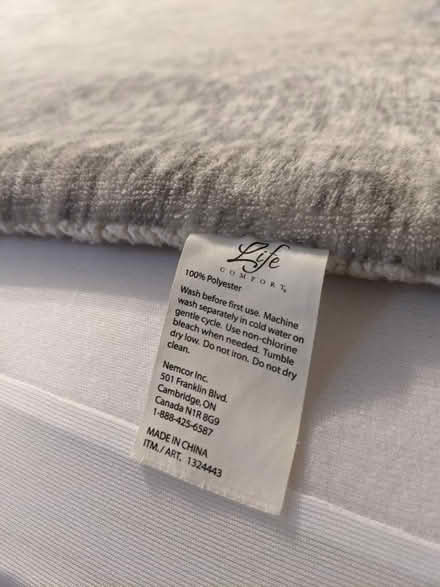 Life
COMFORT
100% Polyester
Wash before first use. Machine
wash separately in cold water on
gentle cycle. Use non-chlorine
bleach when needed. Tumble
dry low. Do not iron. Do not dry
clean.
Nemcor Inc.
501 Franklin Blvd.
Cambridge, ON
Canada N1R 8G9
1-888-425-6587
MADE IN CHINA
ITM./ ART. 1324443